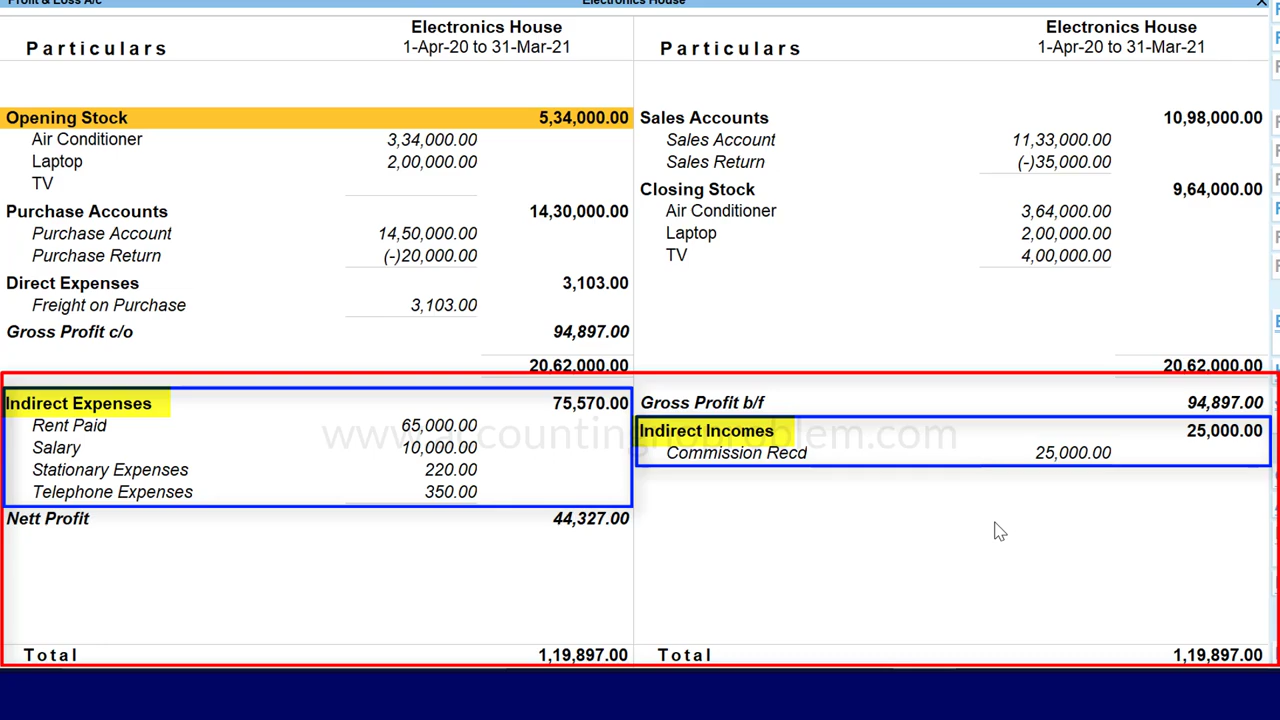 Profit & Loss A/c Electronics House
Particulars
Electronics House
1-Apr-20 to 31-Mar-21
Opening Stock 5,34,000.00
Air Conditioner 3,34,000.00
Laptop 2,00,000.00
TV
Purchase Accounts 14,30,000.00
Purchase Account 14,50,000.00
Purchase Return (-)20,000.00
Direct Expenses 3,103.00
Freight on Purchase 3,103.00
Gross Profit c/o 94,897.00
20,62,000.00
Indirect Expenses 75,570.00
Rent Paid 65,000.00
Salary 10,000.00
Stationary Expenses 220.00
Telephone Expenses 350.00
Nett Profit 44,327.00
Total 1,19,897.00
Particulars
Electronics House
1-Apr-20 to 31-Mar-21
Sales Accounts 10,98,000.00
Sales Account 11,33,000.00
Sales Return (-)35,000.00
Closing Stock 9,64,000.00
Air Conditioner 3,64,000.00
Laptop 2,00,000.00
TV 4,00,000.00
20,62,000.00
Gross Profit b/f 94,897.00
Indirect Incomes 25,000.00
Commission Recd 25,000.00
Total 1,19,897.00
www.accountingnoproblem.com